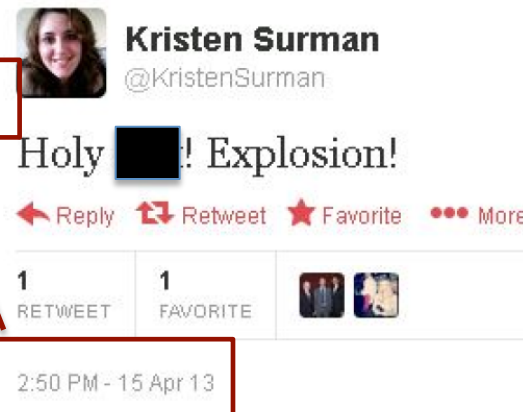 Kristen Surman
@KristenSurman
Holy ! Explosion!
Reply Retweet Favorite More
1 1
RETWEET FAVORITE
2:50 PM - 15 Apr 13